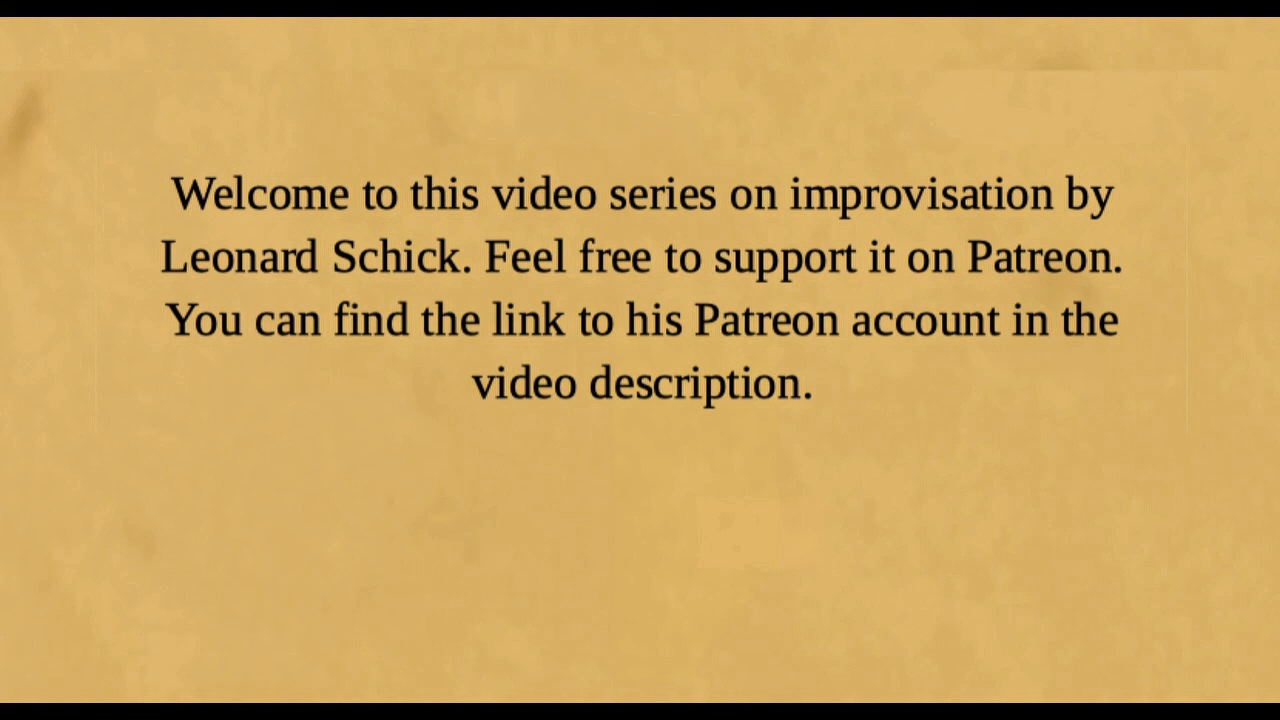 Welcome to this video series on improvisation by
Leonard Schick. Feel free to support it on Patreon.
You can find the link to his Patreon account in the
video description.